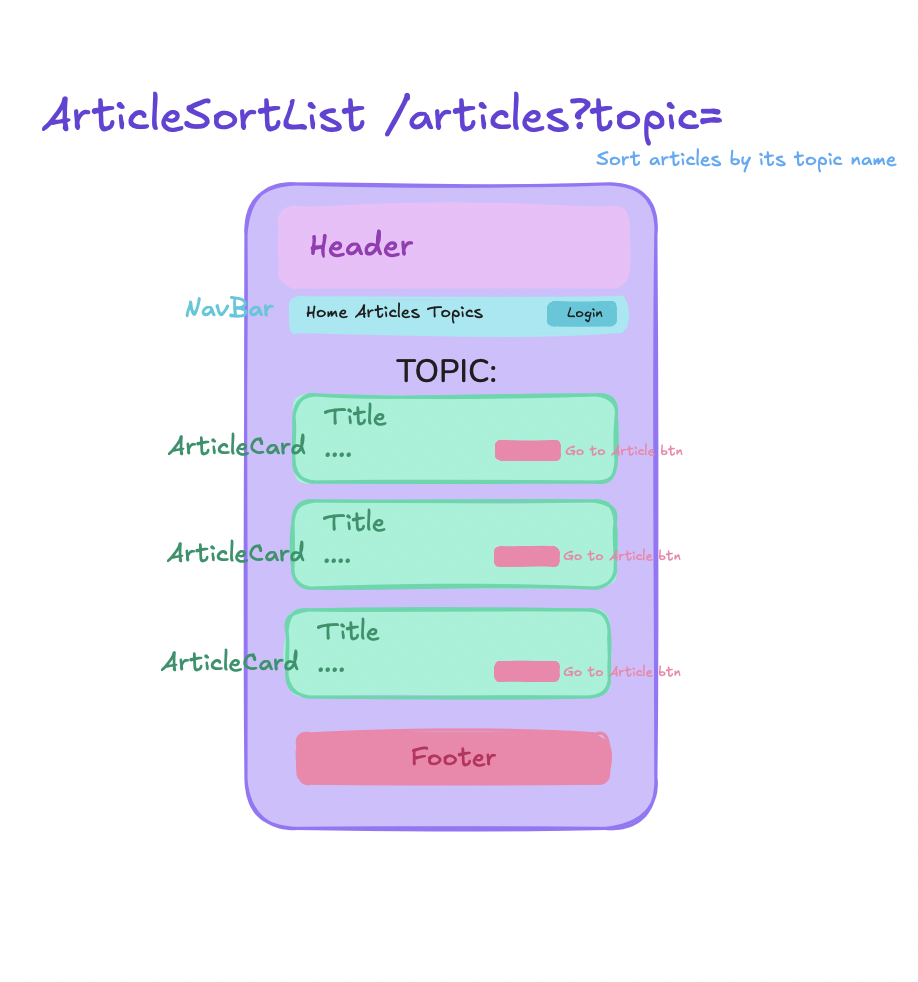 ArticleSortList /articles?topic=
Sort articles by its topic name
Header
NavBar
Home Articles Topics
Login
TOPIC:
Title
ArticleCard
....
Go to Article btn
Title
ArticleCard
....
Go to Article btn
Title
ArticleCard
....
Go to Article btn
Footer